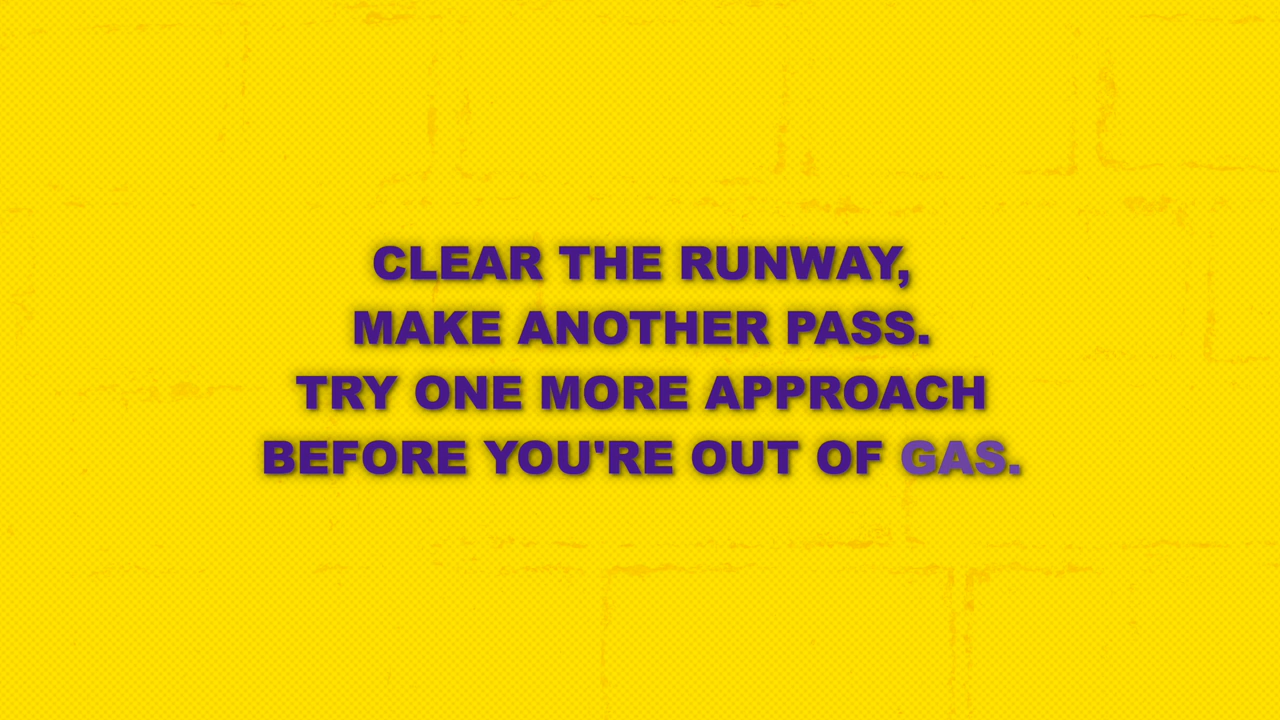 CLEAR THE RUNWAY,
MAKE ANOTHER PASS.
TRY ONE MORE APPROACH
BEFORE YOU'RE OUT OF GAS.